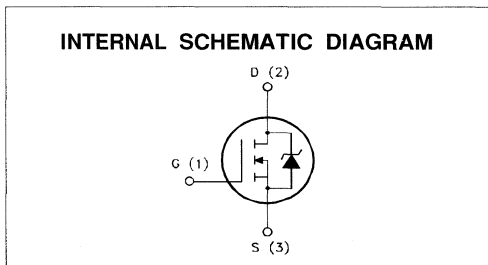 INTERNAL SCHEMATIC DIAGRAM
D (2)
G (1)
S (3)